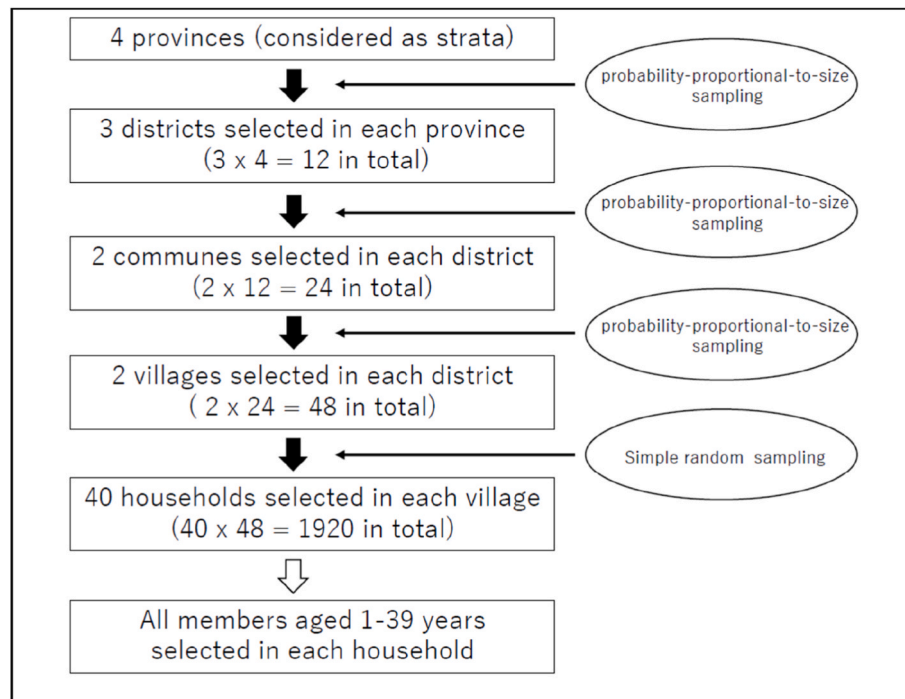 4 provinces (considered as strata)
probability-proportional-to-size
sampling
3 districts selected in each province
(3 x 4 = 12 in total)
probability-proportional-to-size
sampling
2 communes selected in each district
(2 x 12 = 24 in total)
probability-proportional-to-size
sampling
2 villages selected in each district
( 2 x 24 = 48 in total)
Simple random sampling
40 households selected in each village
(40 x 48 = 1920 in total)
All members aged 1-39 years
selected in each household